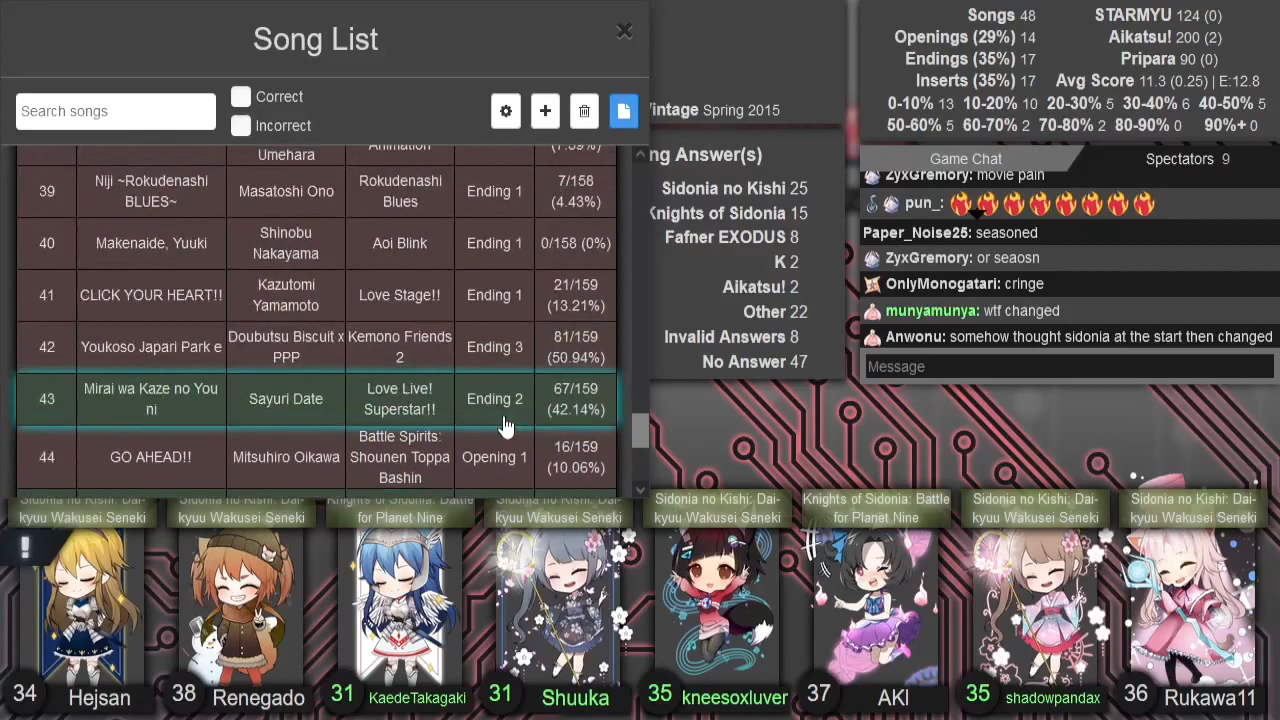 Song List
Search songs
Correct
Incorrect
Umehara
Animation
(7.59%)
39
Niji ~Rokudenashi
BLUES~
Masatoshi Ono
Rokudenashi
Blues
Ending 1
7/158
(4.43%)
40
Makenaide, Yuuki
Shinobu
Nakayama
Aoi Blink
Ending 1
0/158 (0%)
41
CLICK YOUR HEART!!
Kazutomi
Yamamoto
Love Stage!!
Ending 1
21/159
(13.21%)
42
Youkoso Japari Park e
Doubutsu Biscuit x
PPP
Kemono Friends
2
Ending 3
81/159
(50.94%)
43
Mirai wa Kaze no You
ni
Sayuri Date
Love Live!
Superstar!!
Ending 2
67/159
(42.14%)
44
GO AHEAD!!
Mitsuhiro Oikawa
Battle Spirits:
Shounen Toppa
Bashin
Opening 1
16/159
(10.06%)
Vintage Spring 2015
ng Answer(s)
Sidonia no Kishi 25
Knights of Sidonia 15
Fafner EXODUS 8
K 2
Aikatsu! 2
Other 22
Invalid Answers 8
No Answer 47
Songs 48
Openings (29%) 14
Endings (35%) 17
Inserts (35%) 17
STARMYU 124 (0)
Aikatsu! 200 (2)
Pripara 90 (0)
Avg Score 11.3 (0.25) | E:12.8
0-10% 13 10-20% 10 20-30% 5 30-40% 6 40-50% 5
50-60% 5 60-70% 2 70-80% 2 80-90% 0 90%+ 0
Game Chat
Spectators 9
ZyxGremory: movie pain
pun_:
Paper_Noise25: seasoned
ZyxGremory: or seaosn
OnlyMonogatari: cringe
munyamunya: wtf changed
Anwonu: somehow thought sidonia at the start then changed
Message
Sidonia no Kishi: Dai-
kyuu Wakusei Seneki
Sidonia no Kishi: Dai-
kyuu Wakusei Seneki
Knights of Sidonia: Battle
for Planet Nine
Sidonia no Kishi: Dai-
kyuu Wakusei Seneki
Sidonia no Kishi: Dai-
kyuu Wakusei Seneki
Knights of Sidonia: Battle
for Planet Nine
Sidonia no Kishi: Dai-
kyuu Wakusei Seneki
Sidonia no Kishi: Dai-
kyuu Wakusei Seneki
!
34 Hejsan
38 Renegado
31 KaedeTakagaki
31 Shuuka
35 kneesoxluver
37 AKI
35 shadowpandax
36 Rukawa11